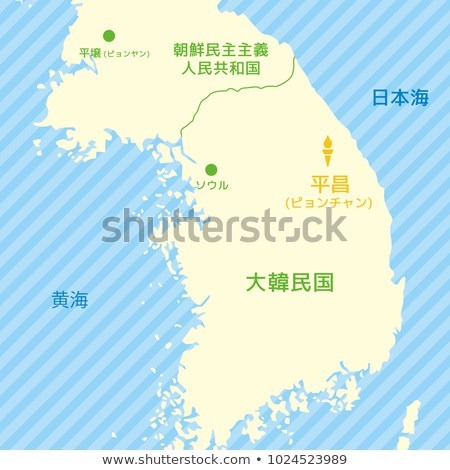 平壌(ピョンヤン)
朝鮮民主主義
人民共和国
日本海
ソウル
平昌
(ピョンチャン)
大韓民国
黄海
shutterstock
www.shutterstock.com • 1024523989